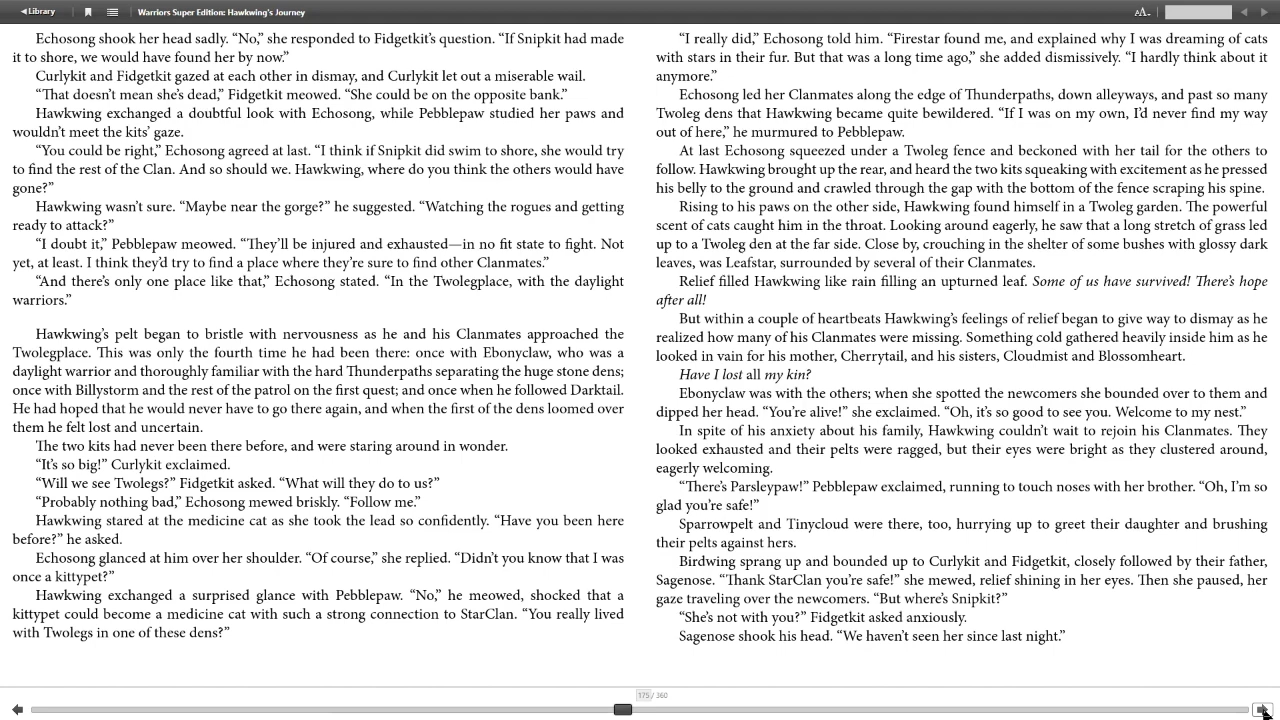 Library
Warriors Super Edition: Hawkwing's Journey
AA
Echosong shook her head sadly. “No,” she responded to Fidgetkit’s question. “If Snipkit had made
it to shore, we would have found her by now.”
Curlykit and Fidgetkit gazed at each other in dismay, and Curlykit let out a miserable wail.
“That doesn’t mean she’s dead,” Fidgetkit meowed. “She could be on the opposite bank.”
Hawkwing exchanged a doubtful look with Echosong, while Pebblepaw studied her paws and
wouldn’t meet the kits’ gaze.
“You could be right,” Echosong agreed at last. “I think if Snipkit did swim to shore, she would try
to find the rest of the Clan. And so should we. Hawkwing, where do you think the others would have
gone?”
Hawkwing wasn’t sure. “Maybe near the gorge?” he suggested. “Watching the rogues and getting
ready to attack?”
“I doubt it,” Pebblepaw meowed. “They’ll be injured and exhausted—in no fit state to fight. Not
yet, at least. I think they’d try to find a place where they’re sure to find other Clanmates.”
“And there’s only one place like that,” Echosong stated. “In the Twolegplace, with the daylight
warriors.”
Hawkwing’s pelt began to bristle with nervousness as he and his Clanmates approached the
Twolegplace. This was only the fourth time he had been there: once with Ebonyclaw, who was a
daylight warrior and thoroughly familiar with the hard Thunderpaths separating the huge stone dens;
once with Billystorm and the rest of the patrol on the first quest; and once when he followed Darktail.
He had hoped that he would never have to go there again, and when the first of the dens loomed over
them he felt lost and uncertain.
The two kits had never been there before, and were staring around in wonder.
“It’s so big!” Curlykit exclaimed.
“Will we see Twolegs?” Fidgetkit asked. “What will they do to us?”
“Probably nothing bad,” Echosong mewed briskly. “Follow me.”
Hawkwing stared at the medicine cat as she took the lead so confidently. “Have you been here
before?” he asked.
Echosong glanced at him over her shoulder. “Of course,” she replied. “Didn’t you know that I was
once a kittypet?”
Hawkwing exchanged a surprised glance with Pebblepaw. “No,” he meowed, shocked that a
kittypet could become a medicine cat with such a strong connection to StarClan. “You really lived
with Twolegs in one of these dens?”
“I really did,” Echosong told him. “Firestar found me, and explained why I was dreaming of cats
with stars in their fur. But that was a long time ago,” she added dismissively. “I hardly think about it
anymore.”
Echosong led her Clanmates along the edge of Thunderpaths, down alleyways, and past so many
Twoleg dens that Hawkwing became quite bewildered. “If I was on my own, I’d never find my way
out of here,” he murmured to Pebblepaw.
At last Echosong squeezed under a Twoleg fence and beckoned with her tail for the others to
follow. Hawkwing brought up the rear, and heard the two kits squeaking with excitement as he pressed
his belly to the ground and crawled through the gap with the bottom of the fence scraping his spine.
Rising to his paws on the other side, Hawkwing found himself in a Twoleg garden. The powerful
scent of cats caught him in the throat. Looking around eagerly, he saw that a long stretch of grass led
up to a Twoleg den at the far side. Close by, crouching in the shelter of some bushes with glossy dark
leaves, was Leafstar, surrounded by several of their Clanmates.
Relief filled Hawkwing like rain filling an upturned leaf. Some of us have survived! There’s hope
after all!
But within a couple of heartbeats Hawkwing’s feelings of relief began to give way to dismay as he
realized how many of his Clanmates were missing. Something cold gathered heavily inside him as he
looked in vain for his mother, Cherrytail, and his sisters, Cloudmist and Blossomheart.
Have I lost all my kin?
Ebonyclaw was with the others; when she spotted the newcomers she bounded over to them and
dipped her head. “You’re alive!” she exclaimed. “Oh, it’s so good to see you. Welcome to my nest.”
In spite of his anxiety about his family, Hawkwing couldn’t wait to rejoin his Clanmates. They
looked exhausted and their pelts were ragged, but their eyes were bright as they clustered around,
eagerly welcoming.
“There’s Parsleypaw!” Pebblepaw exclaimed, running to touch noses with her brother. “Oh, I’m so
glad you’re safe!”
Sparrowpelt and Tinycloud were there, too, hurrying up to greet their daughter and brushing
their pelts against hers.
Birdwing sprang up and bounded up to Curlykit and Fidgetkit, closely followed by their father,
Sagenose. “Thank StarClan you’re safe!” she mewed, relief shining in her eyes. Then she paused, her
gaze traveling over the newcomers. “But where’s Snipkit?”
“She’s not with you?” Fidgetkit asked anxiously.
Sagenose shook his head. “We haven’t seen her since last night.”
175 / 360